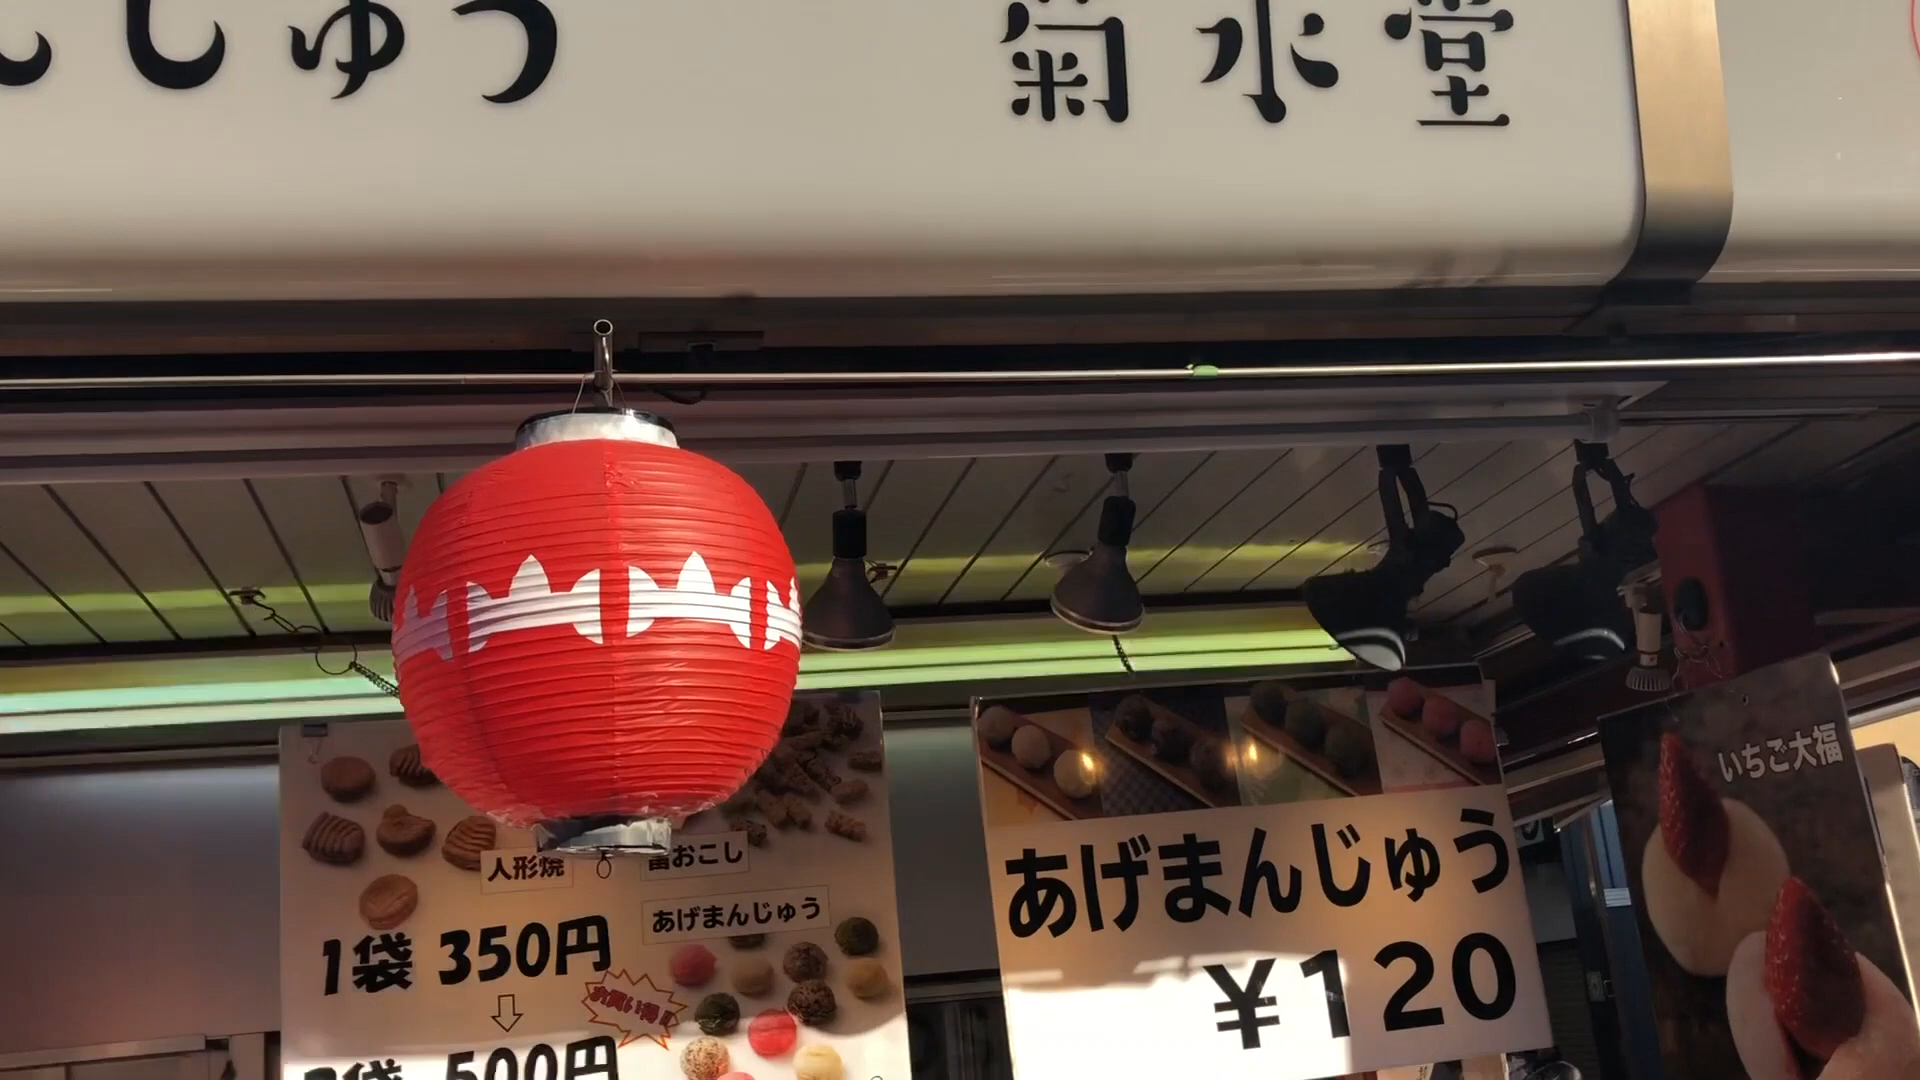 んじゅう 菊水堂
人形焼
雷おこし
あげまんじゅう
1袋 350円
お買い得!!
500円
あげまんじゅう
¥120
いちご大福